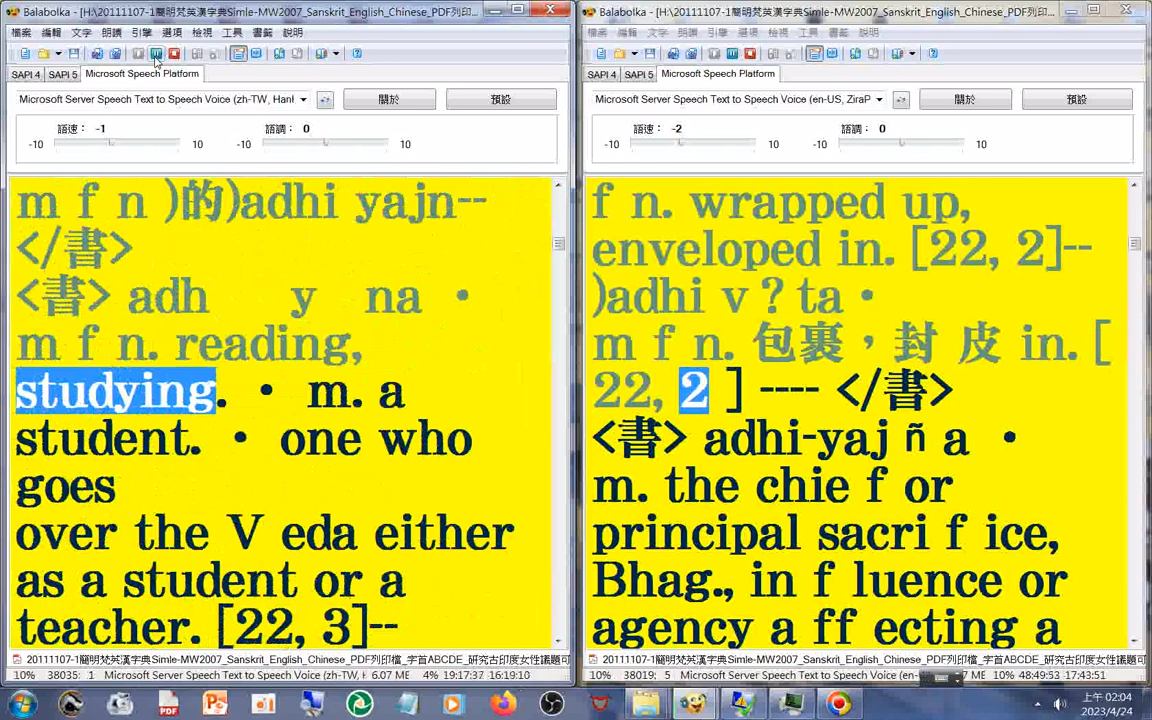 Balabolka - [H:\20111107-1簡明梵英漢字典Simle-MW2007_Sanskrit_English_Chinese_PDF列印...
檔案 編輯 文字 朗讀 引擎 選項 檢視 工具 書籤 說明
SAPI 4 SAPI 5 Microsoft Speech Platform
Microsoft Server Speech Text to Speech Voice (zh-TW, Hanl
關於 預設
語速： -1 語調： 0
-10 10 -10 10
m f n )的)adhi yajn--
</書>
<書> adh y na •
m f n. reading,
studying. • m. a
student. • one who
goes
over the V eda either
as a student or a
teacher. [22, 3]--
20111107-1簡明梵英漢字典Simle-MW2007_Sanskrit_English_Chinese_PDF列印檔_字首ABCDE_研究古印度女性議題可
10% 38035: 1 Microsoft Server Speech Text to Speech Voice (zh-TW, 6.07 MB 4% 19:17:37 16:19:10
Balabolka - [H:\20111107-1簡明梵英漢字典Simle-MW2007_Sanskrit_English_Chinese_PDF列印...
檔案 編輯 文字 朗讀 引擎 選項 檢視 工具 書籤 說明
SAPI 4 SAPI 5 Microsoft Speech Platform
Microsoft Server Speech Text to Speech Voice (en-US, ZiraP
關於 預設
語速： -2 語調： 0
-10 10 -10 10
f n. wrapped up,
enveloped in. [22, 2]--
)adhi v ? ta •
m f n. 包裹，封 皮 in. [
22, 2 ] ---- </書>
<書> adhi-yaj ñ a •
m. the chie f or
principal sacri f ice,
Bhag., in f luence or
agency a ff ecting a
20111107-1簡明梵英漢字典Simle-MW2007_Sanskrit_English_Chinese_PDF列印檔_字首ABCDE_研究古印度女性議題可
10% 38019: 5 Microsoft Server Speech Text to Speech Voice (en-US, 10% 48:49:53 17:43:51
PDF
上午 02:04
2023/4/24